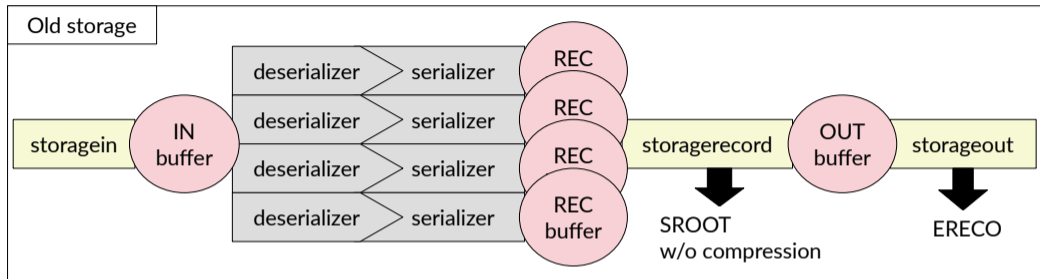 Old storage
storagein
IN
buffer
deserializer
serializer
REC
deserializer
serializer
REC
deserializer
serializer
REC
deserializer
serializer
REC
buffer
storagerecord
OUT
buffer
storageout
SROOT
w/o compression
ERECO